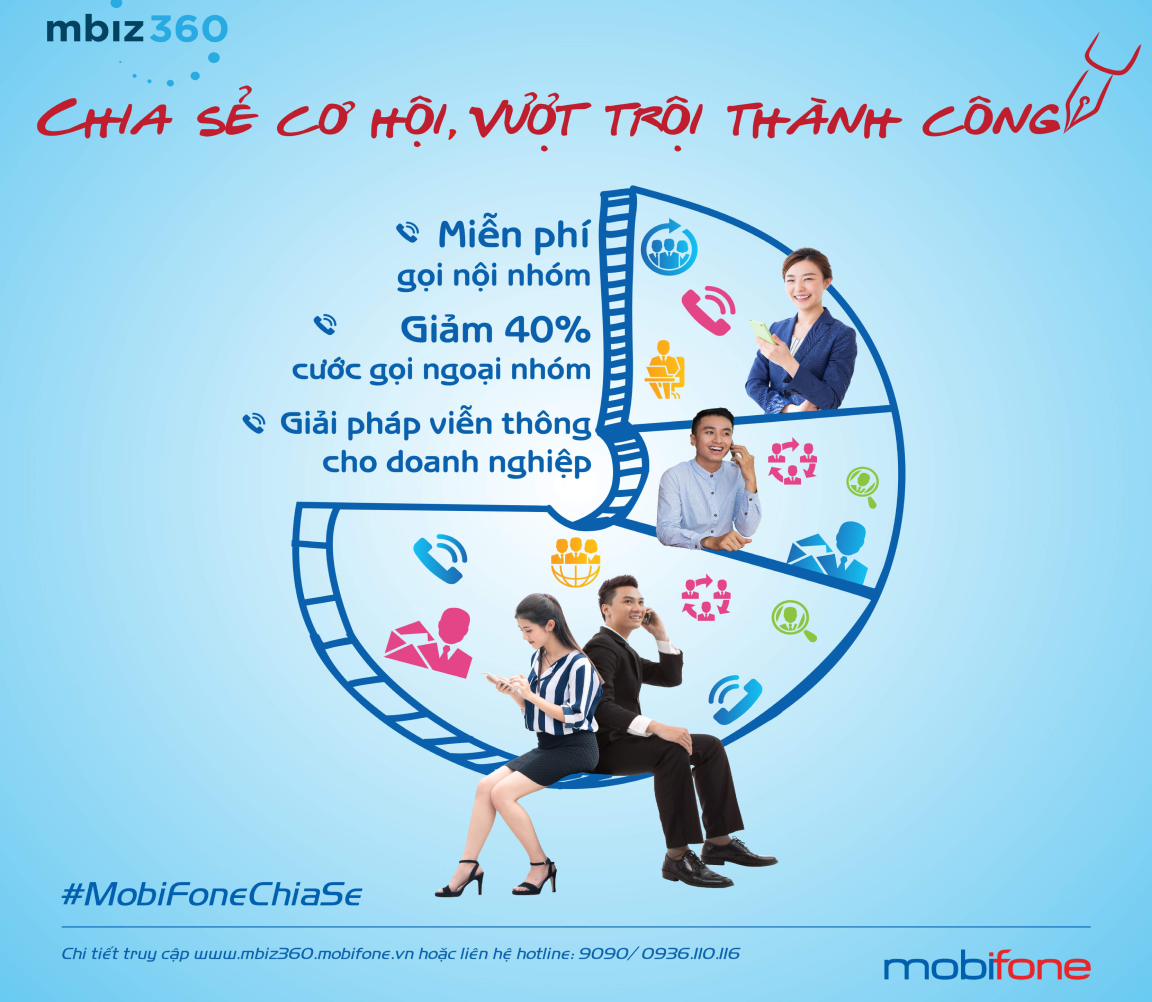 mbiz360
CHIA SẺ CƠ HỘI, VƯỢT TRỘI THÀNH CÔNG
Miễn phí
gọi nội nhóm
Giảm 40%
cước gọi ngoại nhóm
Giải pháp viễn thông
cho doanh nghiệp
#MobiFoneChiaSe
Chi tiết truy cập www.mbiz360.mobifone.vn hoặc liên hệ hotline: 9090/ 0936.110.116
mobifone